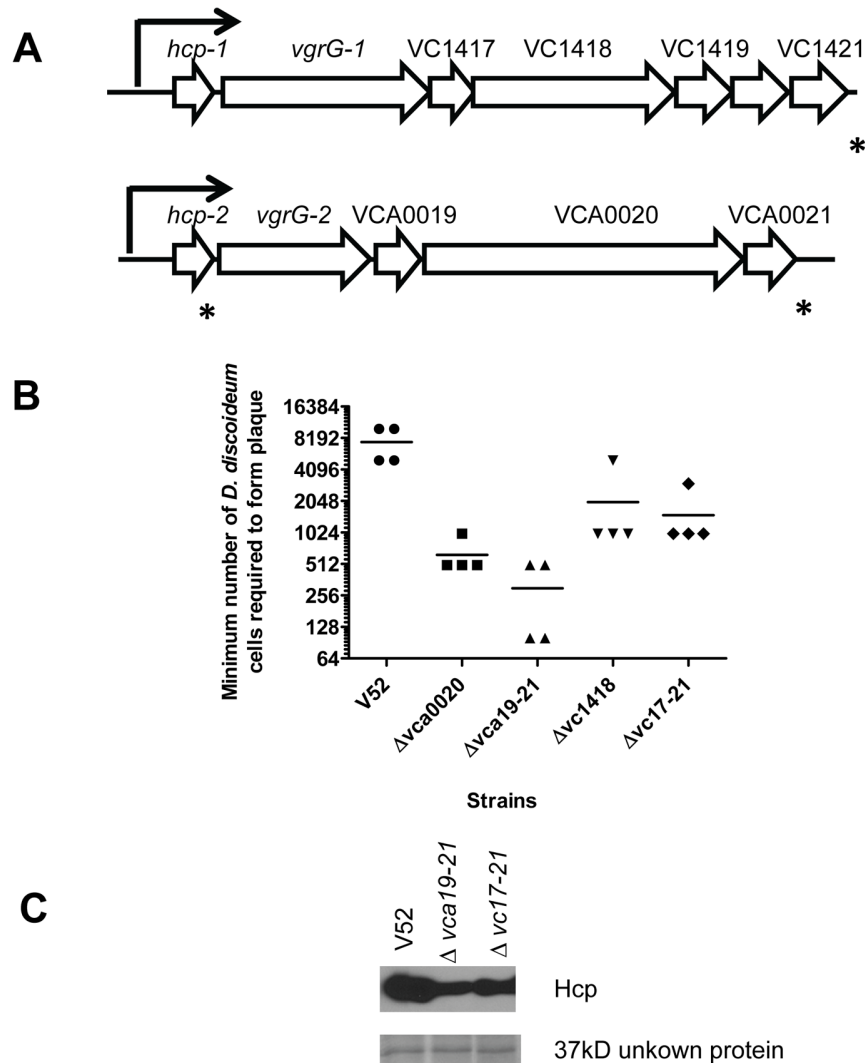 A
hcp-1 vgrG-1 VC1417 VC1418 VC1419 VC1421
*
hcp-2 vgrG-2 VCA0019 VCA0020 VCA0021
* *
B
Minimum number of D. discoideum
cells required to form plaque
16384
8192
4096
2048
1024
512
256
128
64
V52
Δvca0020
Δvca19-21
Δvc1418
Δvc17-21
Strains
C
V52
Δ vca19-21
Δ vc17-21
Hcp
37kD unkown protein